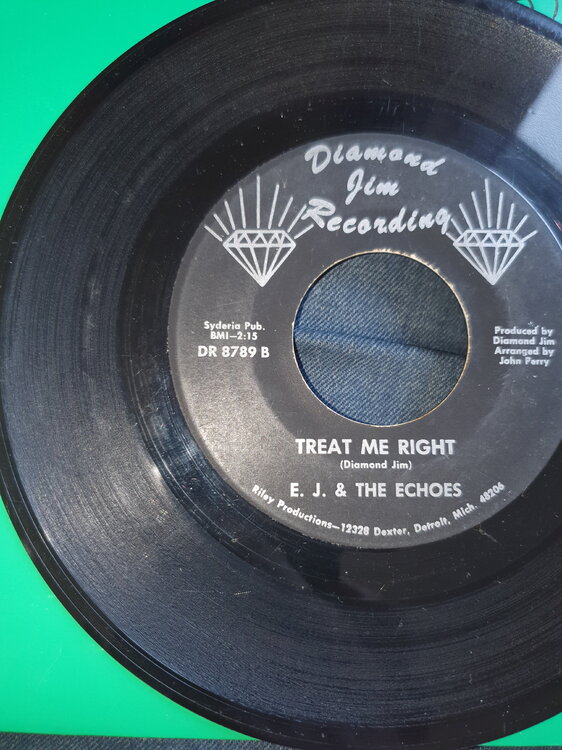 Diamond
Jim
Recording
Syderia Pub.
BMI—2:15
DR 8789 B
Produced by
Diamond Jim
Arranged by
John Perry
TREAT ME RIGHT
(Diamond Jim)
E. J. & THE ECHOES
Riley Productions—12328 Dexter, Detroit, Mich. 48206